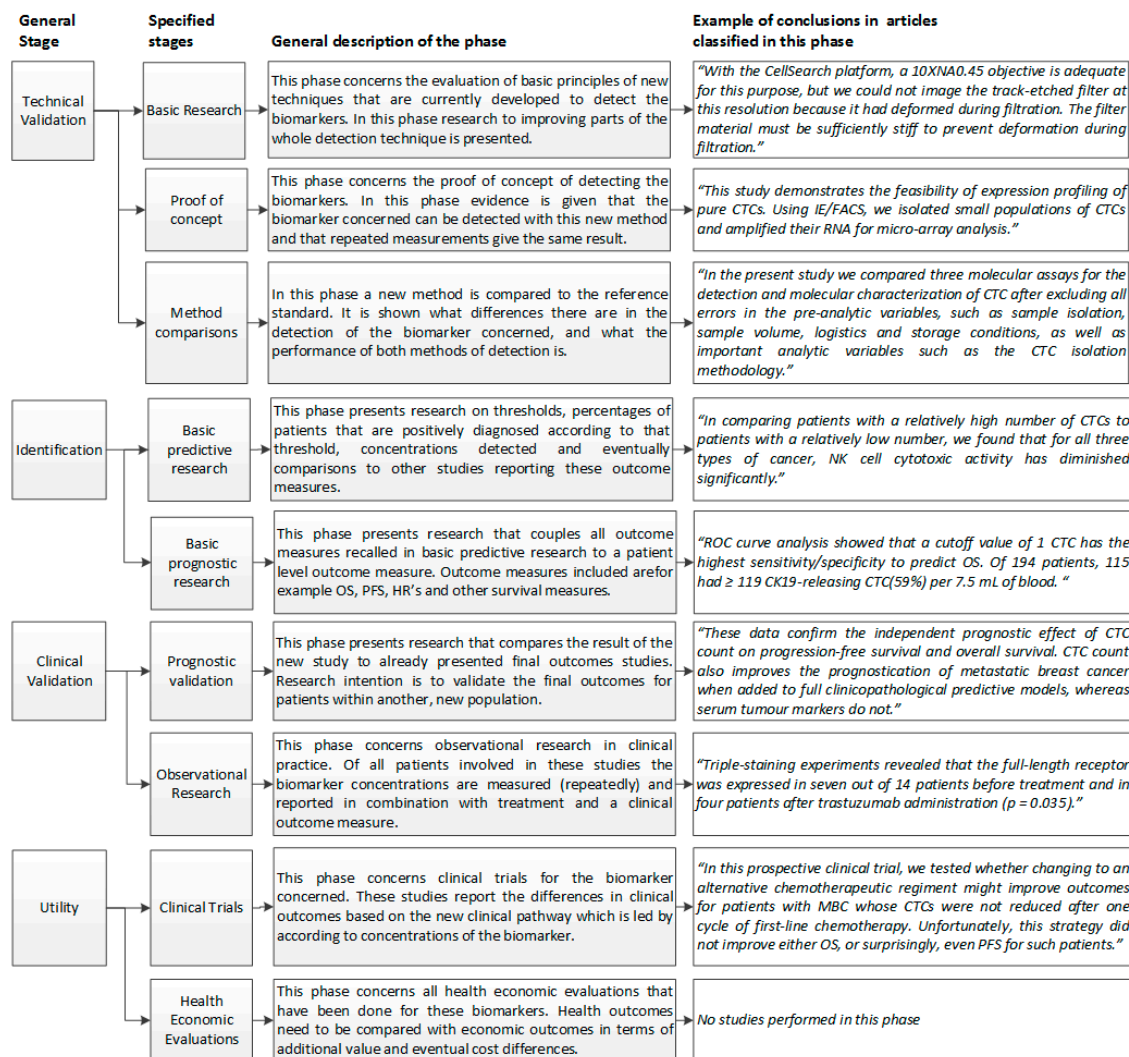 General
Stage
Specified
stages
General description of the phase
Example of conclusions in articles
classified in this phase
Technical
Validation
Basic Research
This phase concerns the evaluation of basic principles of new
techniques that are currently developed to detect the
biomarkers. In this phase research to improving parts of the
whole detection technique is presented.
“With the CellSearch platform, a 10XNA0.45 objective is adequate
for this purpose, but we could not image the track-etched filter at
this resolution because it had deformed during filtration. The filter
material must be sufficiently stiff to prevent deformation during
filtration.”
Proof of
concept
This phase concerns the proof of concept of detecting the
biomarkers. In this phase evidence is given that the
biomarker concerned can be detected with this new method
and that repeated measurements give the same result.
“This study demonstrates the feasibility of expression profiling of
pure CTCs. Using IE/FACS, we isolated small populations of CTCs
and amplified their RNA for micro-array analysis.”
Method
comparisons
In this phase a new method is compared to the reference
standard. It is shown what differences there are in the
detection of the biomarker concerned, and what the
performance of both methods of detection is.
“In the present study we compared three molecular assays for the
detection and molecular characterization of CTC after excluding all
errors in the pre-analytic variables, such as sample isolation,
sample volume, logistics and storage conditions, as well as
important analytic variables such as the CTC isolation
methodology.”
Identification
Basic
predictive
research
This phase presents research on thresholds, percentages of
patients that are positively diagnosed according to that
threshold, concentrations detected and eventually
comparisons to other studies reporting these outcome
measures.
“In comparing patients with a relatively high number of CTCs to
patients with a relatively low number, we found that for all three
types of cancer, NK cell cytotoxic activity has diminished
significantly.”
Basic
prognostic
research
This phase presents research that couples all outcome
measures recalled in basic predictive research to a patient
level outcome measure. Outcome measures included arefor
example OS, PFS, HR’s and other survival measures.
“ROC curve analysis showed that a cutoff value of 1 CTC has the
highest sensitivity/specificity to predict OS. Of 194 patients, 115
had ≥ 119 CK19-releasing CTC(59%) per 7.5 mL of blood. “
Clinical
Validation
Prognostic
validation
This phase presents research that compares the result of the
new study to already presented final outcomes studies.
Research intention is to validate the final outcomes for
patients within another, new population.
“These data confirm the independent prognostic effect of CTC
count on progression-free survival and overall survival. CTC count
also improves the prognostication of metastatic breast cancer
when added to full clinicopathological predictive models, whereas
serum tumour markers do not.”
Observational
Research
This phase concerns observational research in clinical
practice. Of all patients involved in these studies the
biomarker concentrations are measured (repeatedly) and
reported in combination with treatment and a clinical
outcome measure.
“Triple-staining experiments revealed that the full-length receptor
was expressed in seven out of 14 patients before treatment and in
four patients after trastuzumab administration (p = 0.035).”
Utility
Clinical Trials
This phase concerns clinical trials for the biomarker
concerned. These studies report the differences in clinical
outcomes based on the new clinical pathway which is led by
according to concentrations of the biomarker.
“In this prospective clinical trial, we tested whether changing to an
alternative chemotherapeutic regiment might improve outcomes
for patients with MBC whose CTCs were not reduced after one
cycle of first-line chemotherapy. Unfortunately, this strategy did
not improve either OS, or surprisingly, even PFS for such patients.”
Health
Economic
Evaluations
This phase concerns all health economic evaluations that
have been done for these biomarkers. Health outcomes
need to be compared with economic outcomes in terms of
additional value and eventual cost differences.
No studies performed in this phase